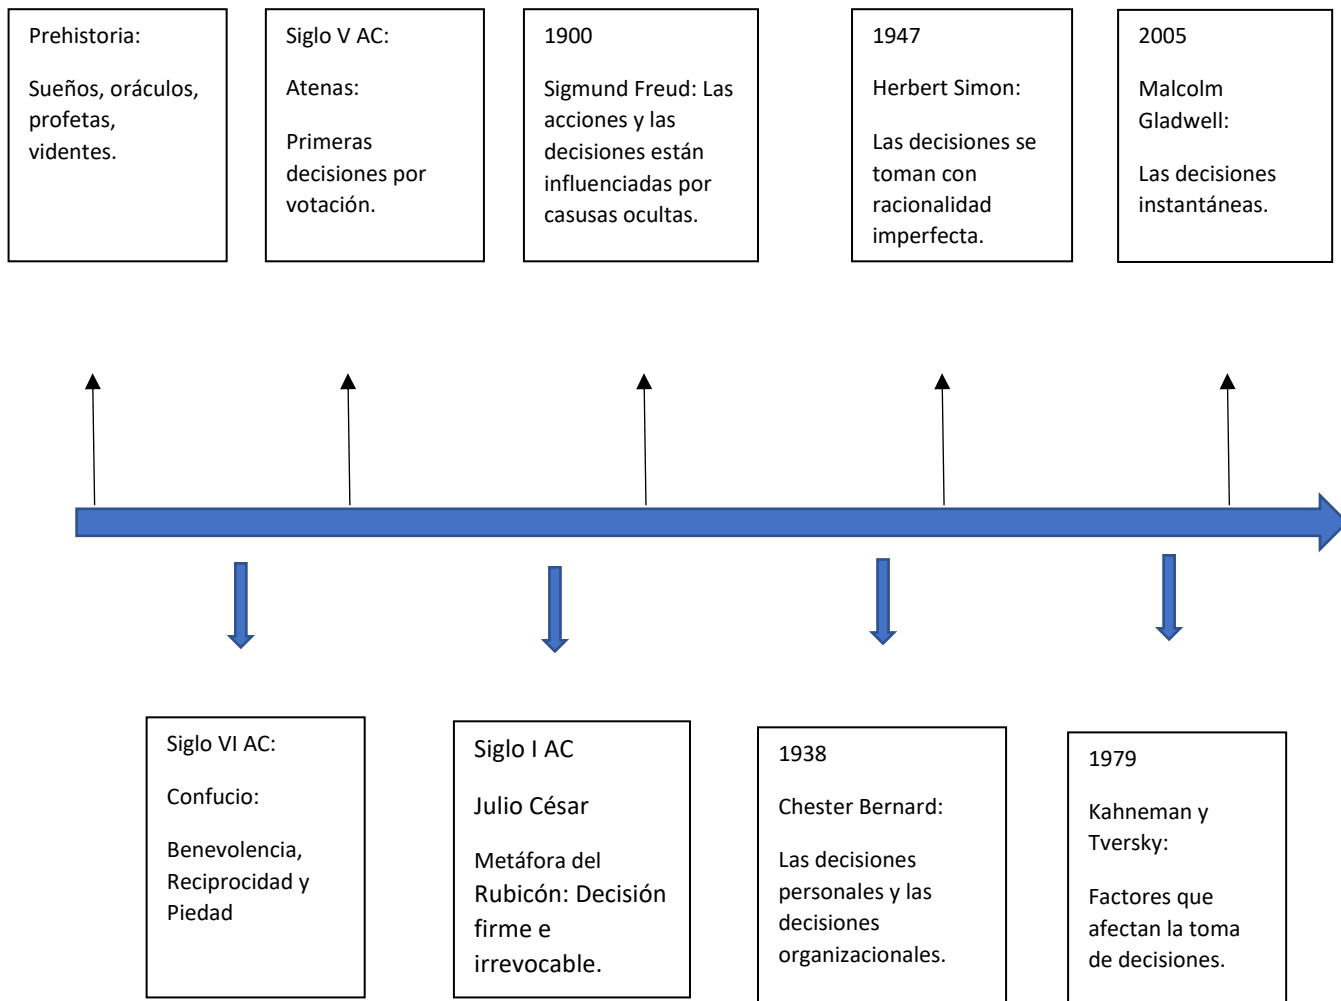 Prehistoria:
Sueños, oráculos,
profetas,
videntes.
Siglo V AC:
Atenas:
Primeras
decisiones por
votación.
1900
Sigmund Freud: Las
acciones y las
decisiones están
influenciadas por
casusas ocultas.
1947
Herbert Simon:
Las decisiones se
toman con
racionalidad
imperfecta.
2005
Malcolm
Gladwell:
Las decisiones
instantáneas.
Siglo VI AC:
Confucio:
Benevolencia,
Reciprocidad y
Piedad
Siglo I AC
Julio César
Metáfora del
Rubicón: Decisión
firme e
irrevocable.
1938
Chester Bernard:
Las decisiones
personales y las
decisiones
organizacionales.
1979
Kahneman y
Tversky:
Factores que
afectan la toma
de decisiones.